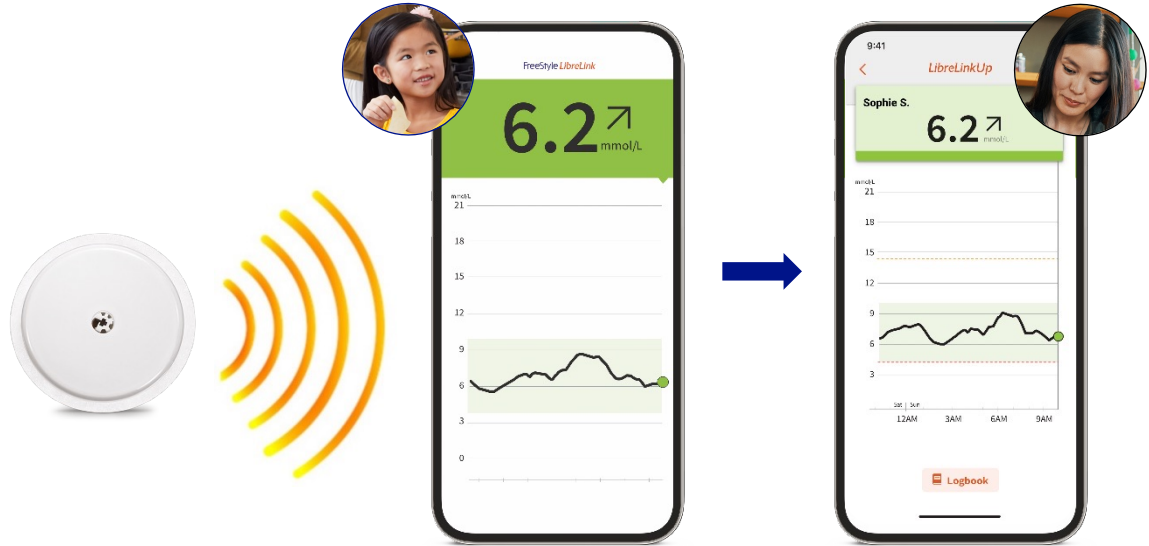 FreeStyle LibreLink
6.2
mmol/L
mmol/L
21
18
15
12
9
6
3
0
9:41
LibreLinkUp
Sophie S.
6.2
mmol/L
mmol/L
21
18
15
12
9
6
3
Sat | Sun
12AM 3AM 6AM 9AM
Logbook